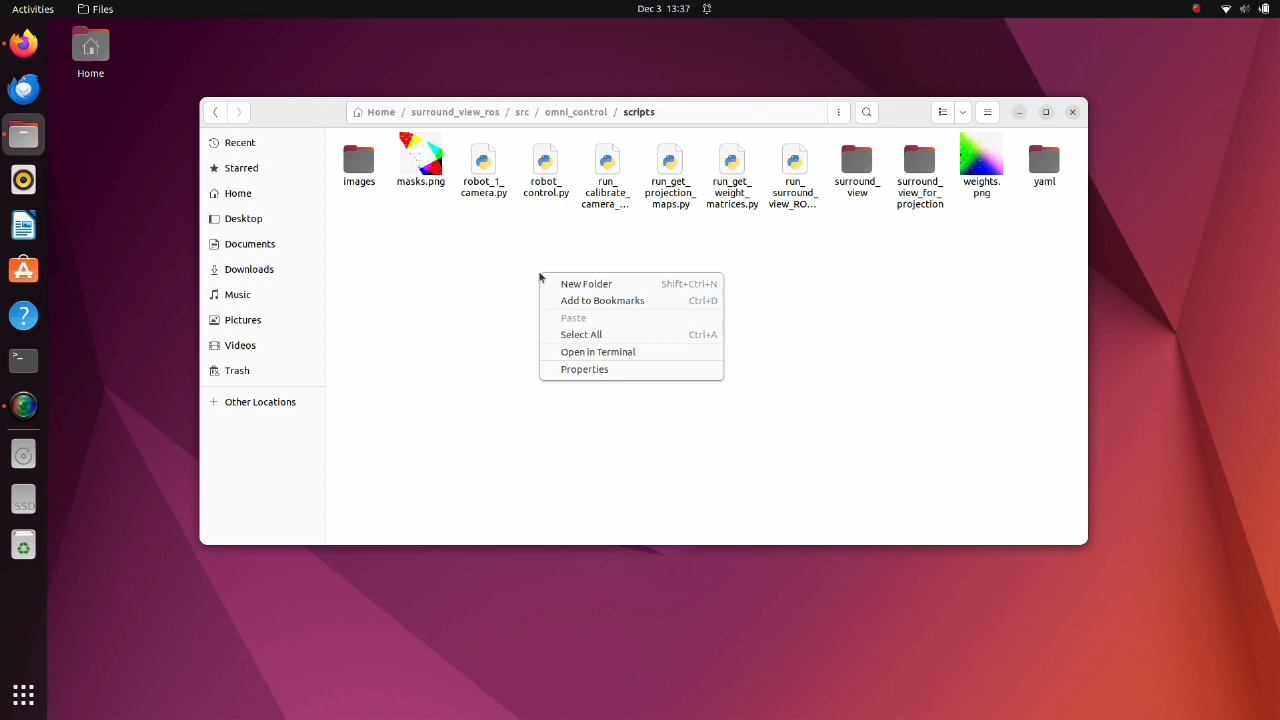 Activities Files Dec 3 13:37
Home
Home / surround_view_ros / src / omni_control / scripts
Recent
Starred
Home
Desktop
Documents
Downloads
Music
Pictures
Videos
Trash
+ Other Locations
images
masks.png
robot_1_
camera.py
robot_
control.py
run_
calibrate_
camera_...
run_get_
projection_
maps.py
run_get_
weight_
matrices.py
run_
surround_
view_RO...
surround_
view
surround_
view_for_
projection
weights.
png
yaml
New Folder Shift+Ctrl+N
Add to Bookmarks Ctrl+D
Paste
Select All Ctrl+A
Open in Terminal
Properties
>_
SSD